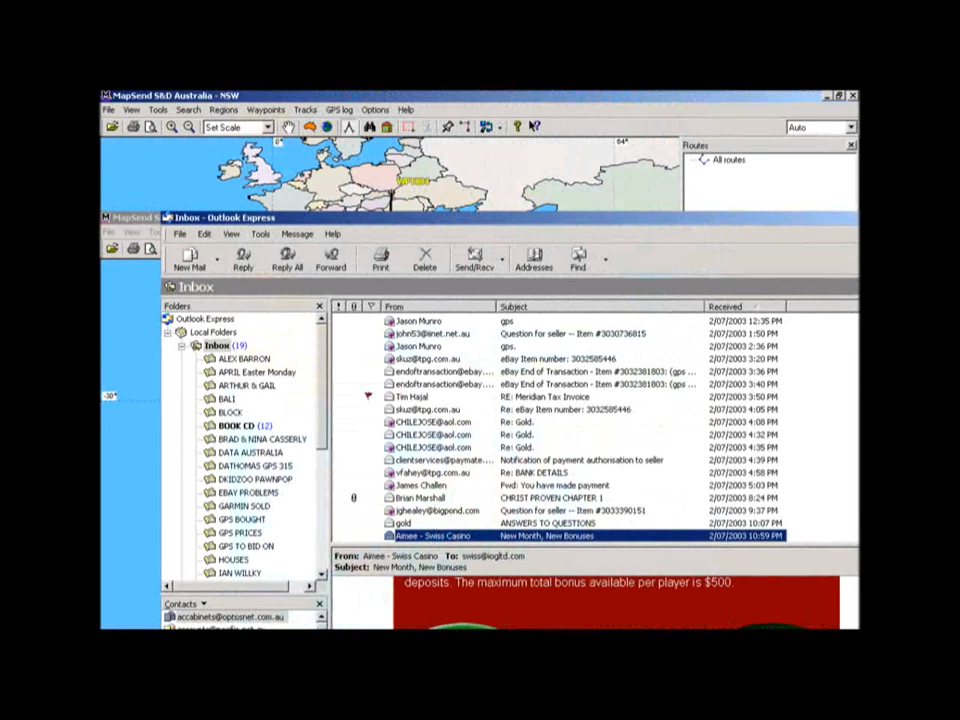 MapSend S&D Australia - NSW
File View Tools Search Regions Waypoints Tracks GPS log Options Help
Set Scale Auto
0° 64° Routes
All routes
WPT004
MapSend S Inbox - Outlook Express
File View Too File Edit View Tools Message Help
New Mail Reply Reply All Forward Print Delete Send/Recv Addresses Find
Inbox
Folders ! From Subject Received
Outlook Express
Local Folders
Inbox (19)
ALEX BARRON
APRIL Easter Monday
ARTHUR & GAIL
BALI
BLOCK
BOOK CD (12)
BRAD & NINA CASSERLY
DATA AUSTRALIA
DATHOMAS GPS 315
DKIDZOO PAWNPOP
EBAY PROBLEMS
GARMIN SOLD
GPS BOUGHT
GPS PRICES
GPS TO BID ON
HOUSES
IAN WILLKY
-30°
Jason Munro gps 2/07/2003 12:35 PM
john53@iinet.net.au Question for seller -- Item #3030736815 2/07/2003 1:50 PM
Jason Munro gps. 2/07/2003 2:36 PM
skuz@tpg.com.au eBay Item number: 3032585446 2/07/2003 3:20 PM
endoftransaction@ebay.... eBay End of Transaction - Item #3032381803: (gps ... 2/07/2003 3:36 PM
endoftransaction@ebay.... eBay End of Transaction - Item #3032381803: (gps ... 2/07/2003 3:40 PM
Tim Hajal RE: Meridian Tax Invoice 2/07/2003 3:50 PM
skuz@tpg.com.au Re: eBay Item number: 3032585446 2/07/2003 4:05 PM
CHILEJOSE@aol.com Re: Gold. 2/07/2003 4:08 PM
CHILEJOSE@aol.com Re: Gold. 2/07/2003 4:32 PM
CHILEJOSE@aol.com Re: Gold. 2/07/2003 4:35 PM
clientservices@paymate.... Notification of payment authorisation to seller 2/07/2003 4:39 PM
vfahey@tpg.com.au Re: BANK DETAILS 2/07/2003 4:58 PM
James Challen Fwd: You have made payment 2/07/2003 5:03 PM
Brian Marshall CHRIST PROVEN CHAPTER 1 2/07/2003 8:24 PM
jghealey@bigpond.com Question for seller -- Item #3033390151 2/07/2003 9:37 PM
gold ANSWERS TO QUESTIONS 2/07/2003 10:07 PM
Aimee - Swiss Casino New Month, New Bonuses 2/07/2003 10:59 PM
From: Aimee - Swiss Casino To: swiss@iogltd.com
Subject: New Month, New Bonuses
deposits. The maximum total bonus available per player is $500.
Contacts
accabinets@optusnet.com.au